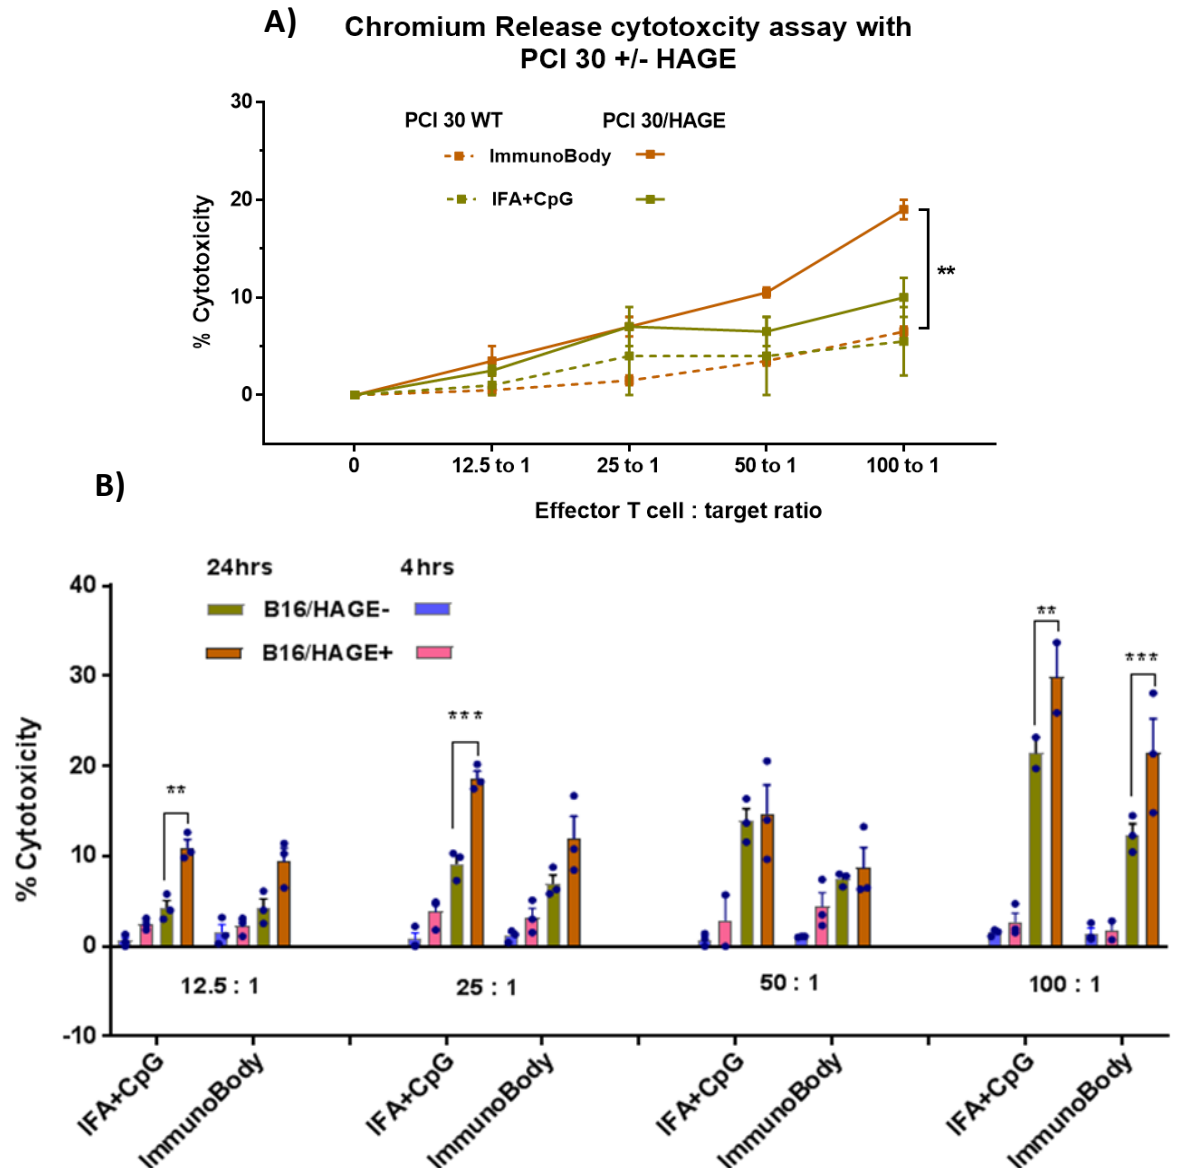 A)
Chromium Release cytotoxcity assay with
PCI 30 +/- HAGE
30
20
10
0
% Cytotoxicity
PCI 30 WT PCI 30/HAGE
ImmunoBody
IFA+CpG
**
0 12.5 to 1 25 to 1 50 to 1 100 to 1
Effector T cell : target ratio
B)
24hrs 4hrs
B16/HAGE-
B16/HAGE+
40
30
20
10
0
-10
% Cytotoxicity
**
***
**
***
12.5 : 1 25 : 1 50 : 1 100 : 1
IFA+CpG ImmunoBody IFA+CpG ImmunoBody IFA+CpG ImmunoBody IFA+CpG ImmunoBody